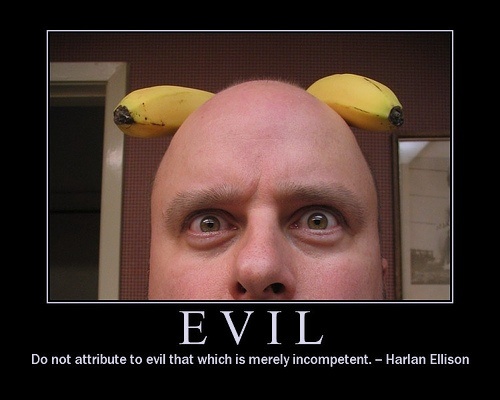 EVIL
Do not attribute to evil that which is merely incompetent. – Harlan Ellison